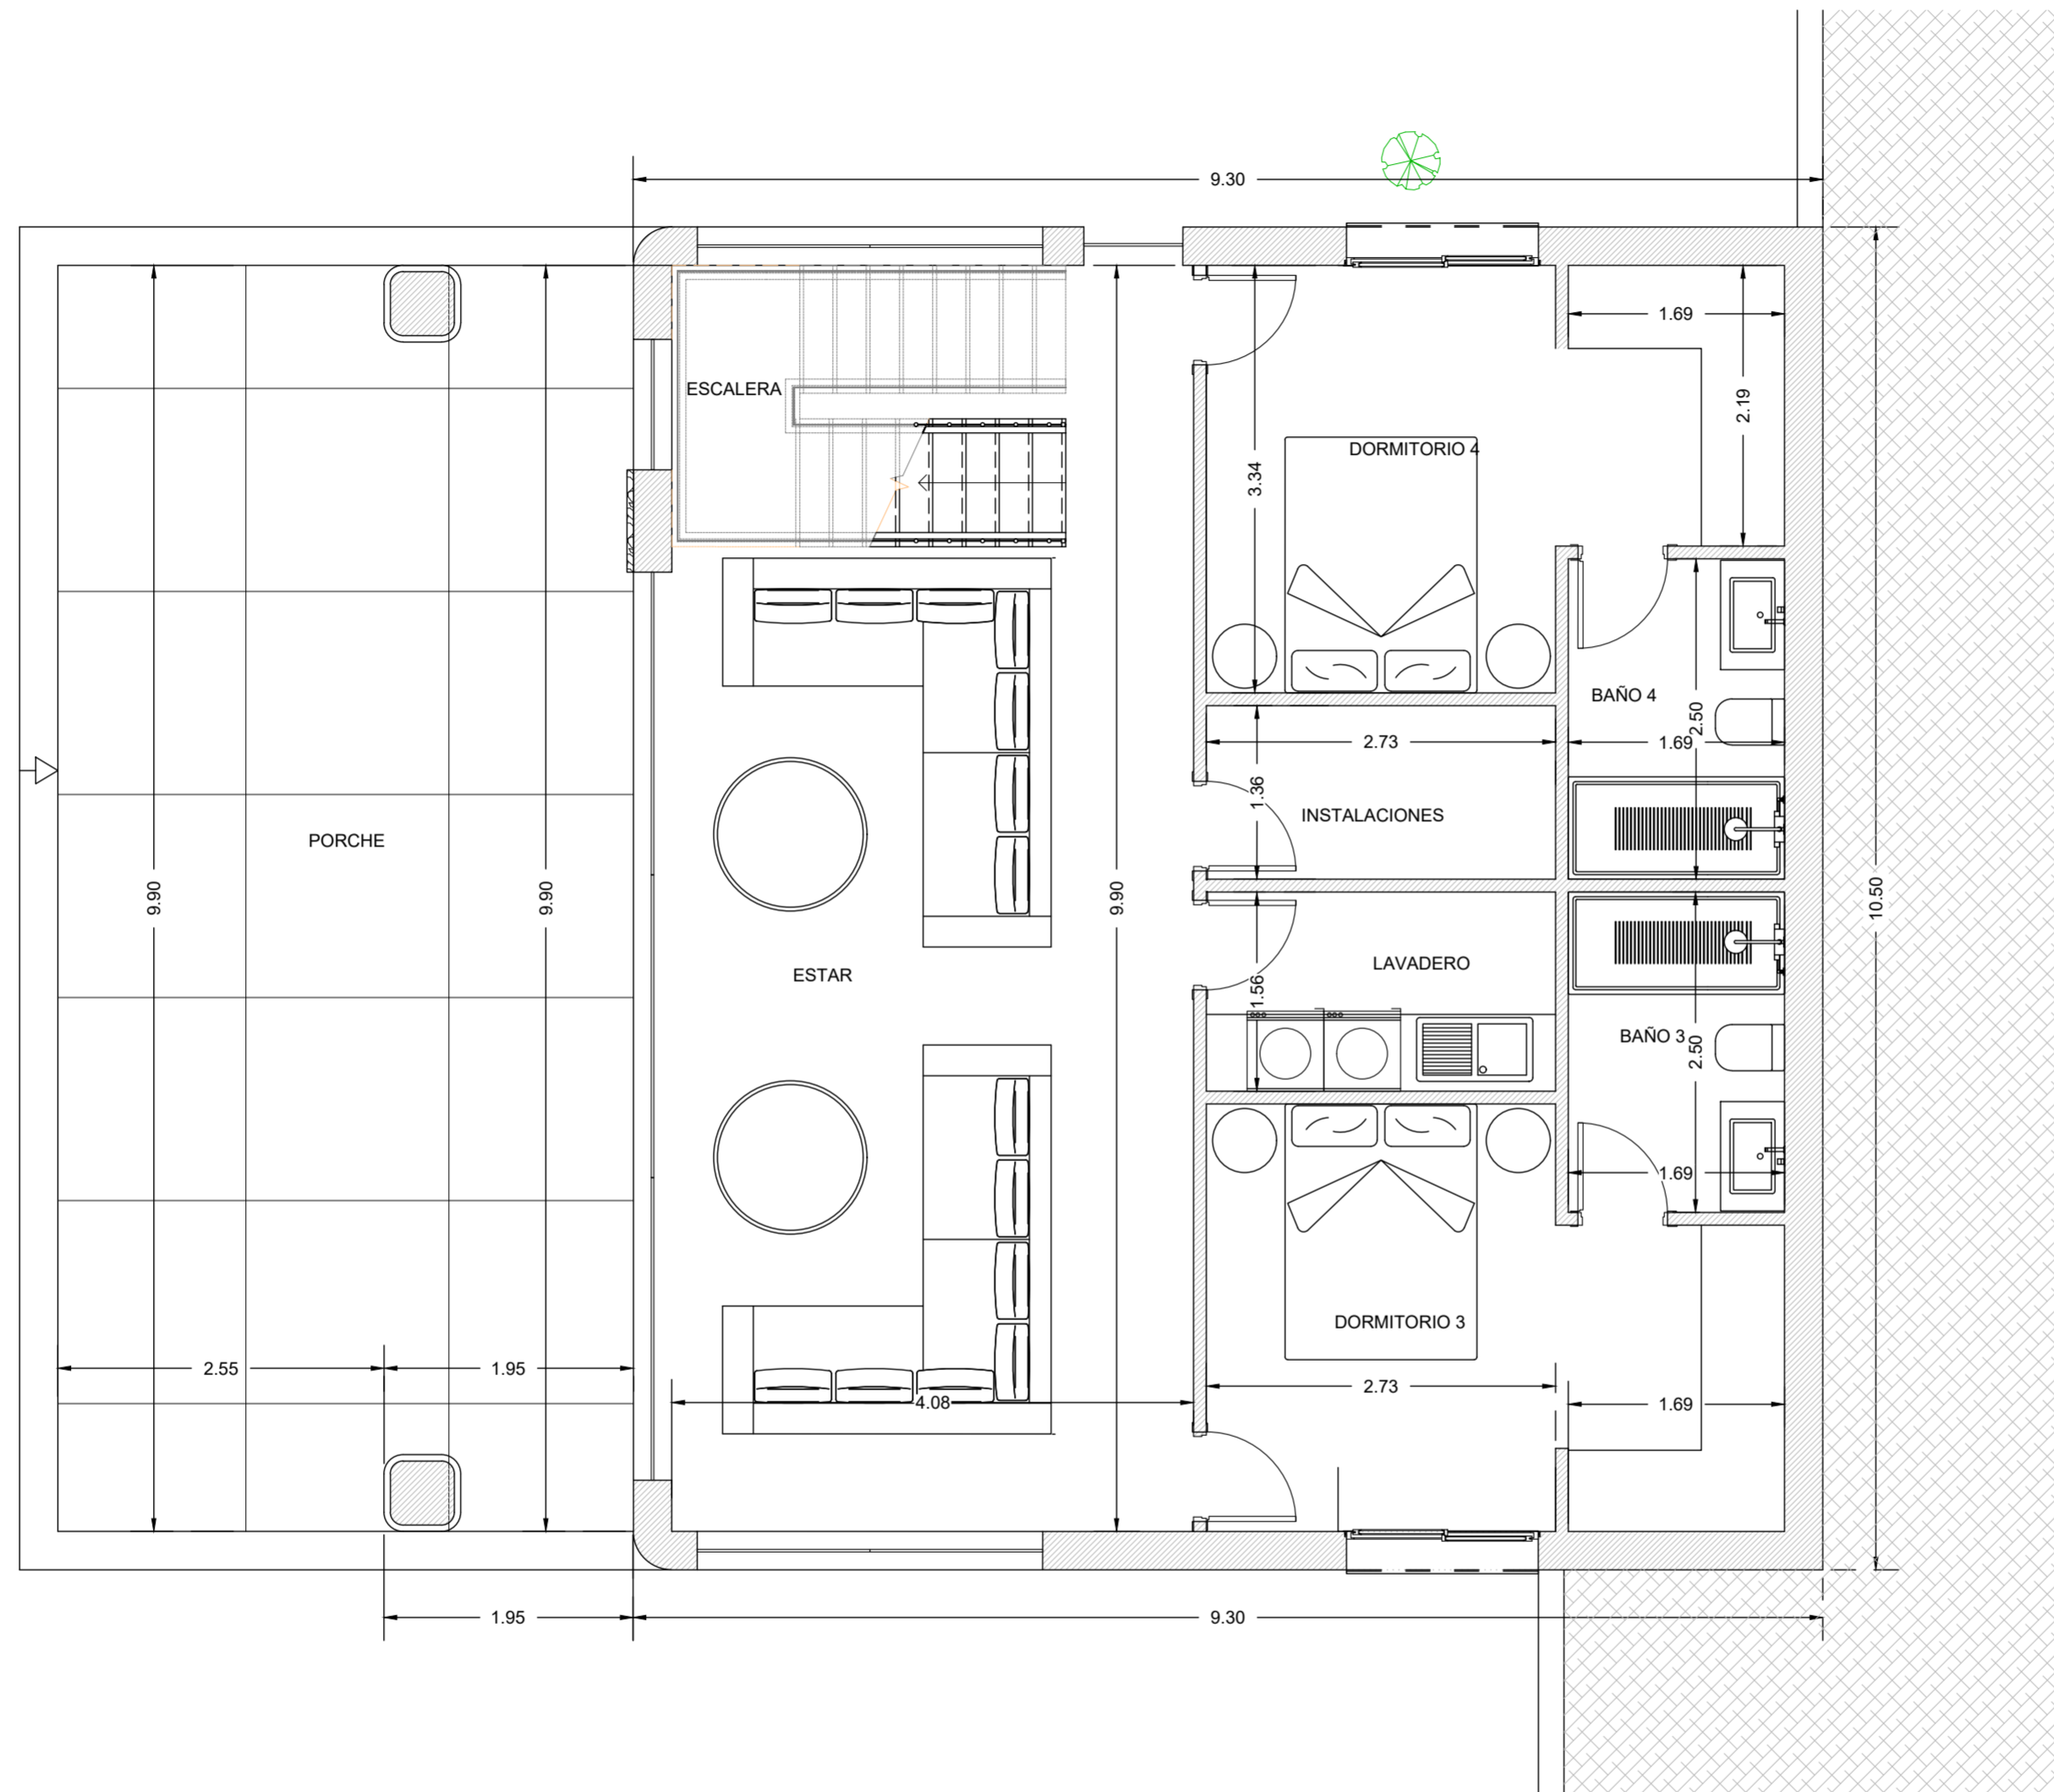 9.30
1.69
ESCALERA
2.19
DORMITORIO 4
3.34
BAÑO 4
2.50
2.73
1.69
1.36
INSTALACIONES
PORCHE
9.90
9.90
9.90
10.50
LAVADERO
ESTAR
1.56
BAÑO 3
2.50
1.69
DORMITORIO 3
2.55
1.95
2.73
4.08
1.69
1.95
9.30